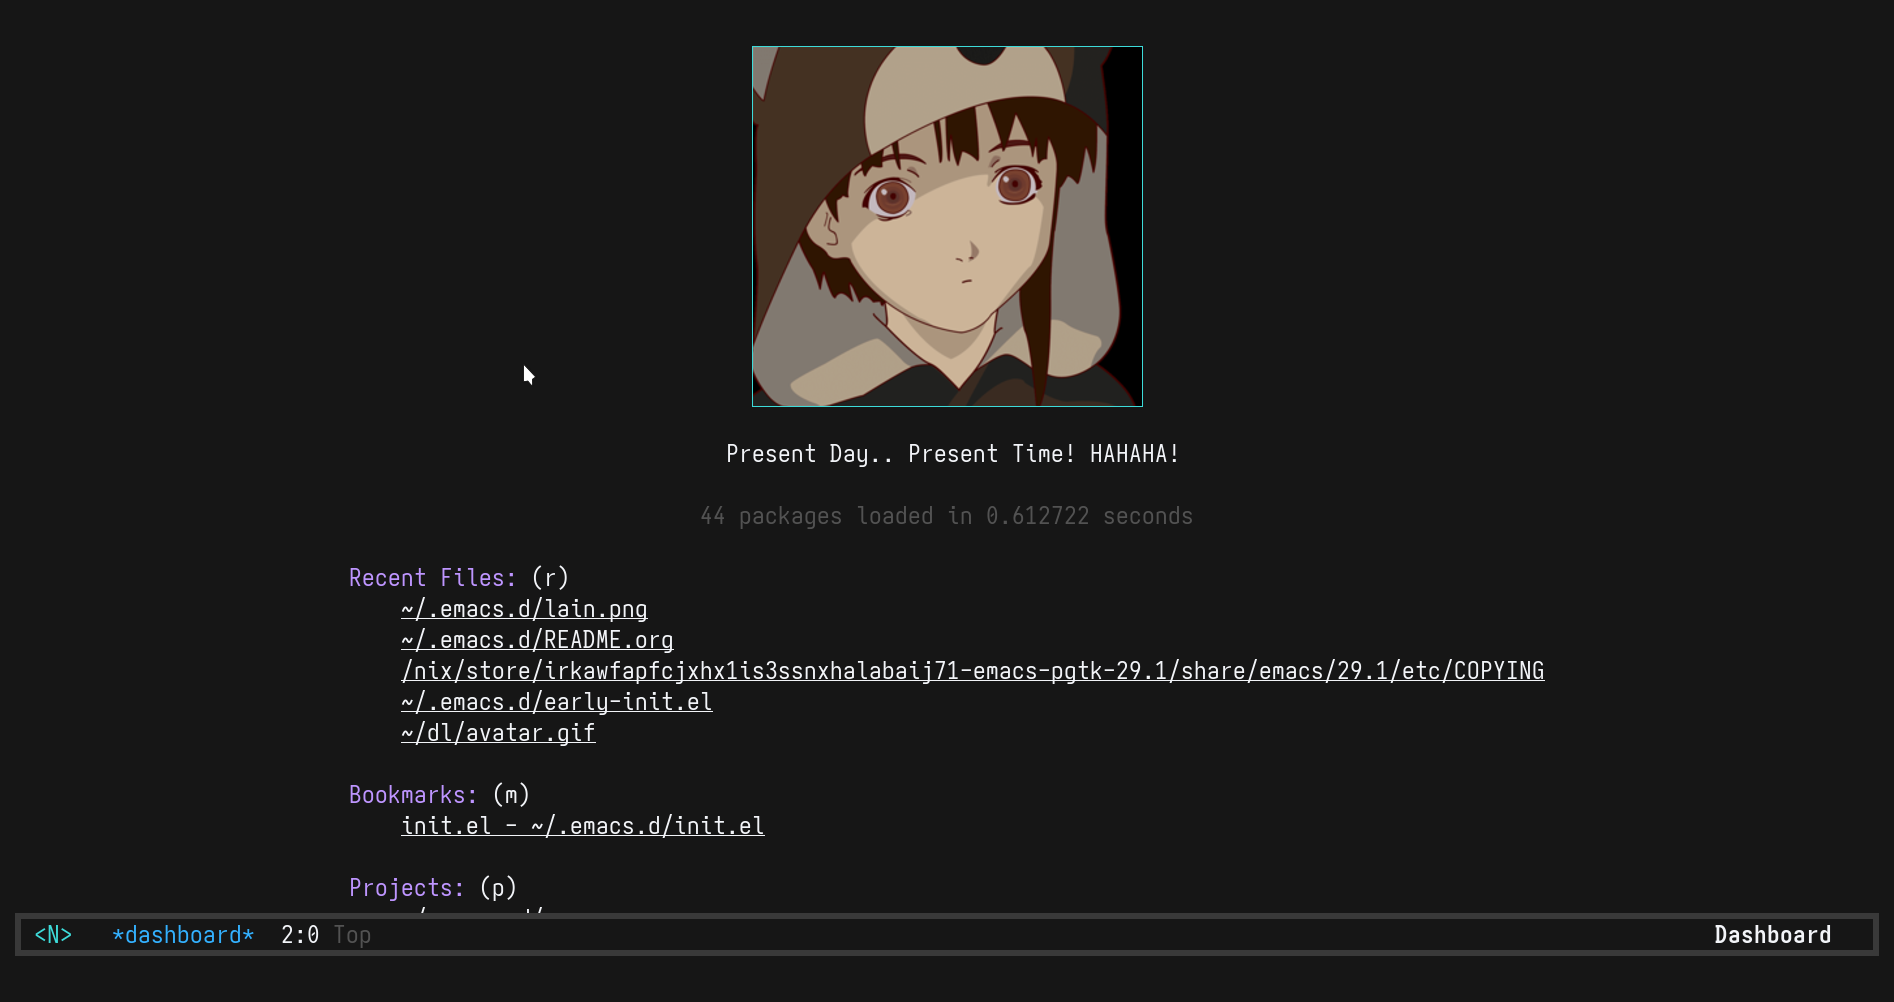 Present Day.. Present Time! HAHAHA!
44 packages loaded in 0.612722 seconds
Recent Files: (r)
~/.emacs.d/lain.png
~/.emacs.d/README.org
/nix/store/irkawfapfcjxhx1is3ssnxhalabaij71-emacs-pgtk-29.1/share/emacs/29.1/etc/COPYING
~/.emacs.d/early-init.el
~/dl/avatar.gif
Bookmarks: (m)
init.el - ~/.emacs.d/init.el
Projects: (p)
<N> *dashboard* 2:0 Top Dashboard